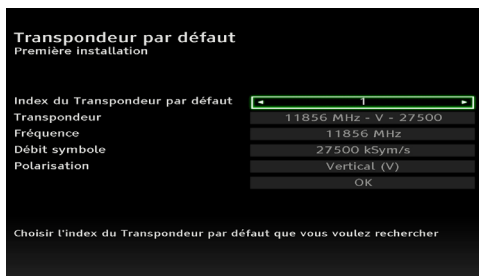 Transpondeur par défaut
Première installation
Index du Transpondeur par défaut 1
Transpondeur 11856 MHz - V - 27500
Fréquence 11856 MHz
Débit symbole 27500 kSym/s
Polarisation Vertical (V)
OK
Choisir l'index du Transpondeur par défaut que vous voulez rechercher